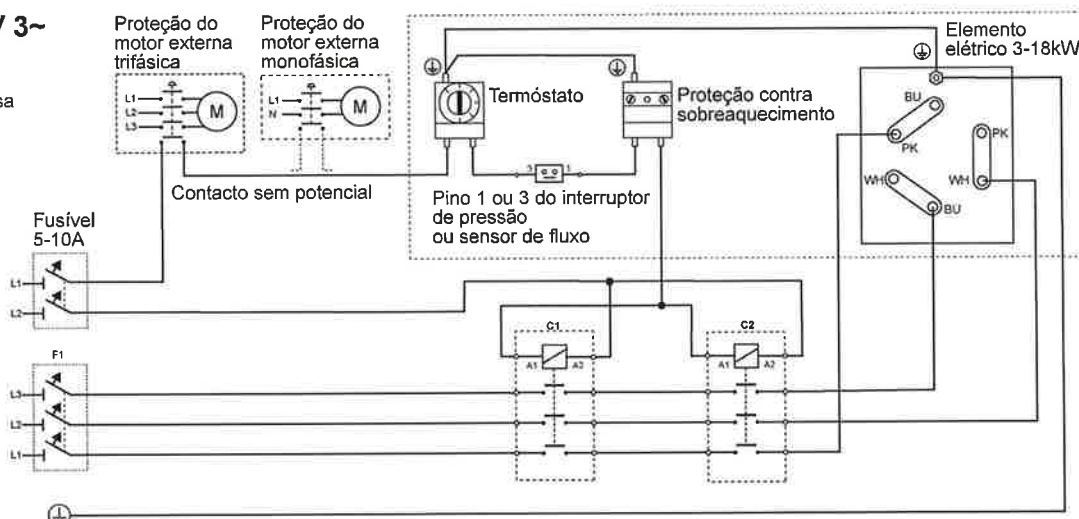 / 3~
sa
Proteção do
motor externa
trifásica
L1
L2
L3
M
Proteção do
motor externa
monofásica
L1
N
M
Contacto sem potencial
Termóstato
Proteção contra
sobreaquecimento
3 1
Pino 1 ou 3 do interruptor
de pressão
ou sensor de fluxo
Elemento
elétrico 3-18kW
BU
PK
PK
WH
WH
BU
Fusível
5-10A
L1
L2
F1
L3
L2
L1
C1
A1 A2
C2
A1 A2